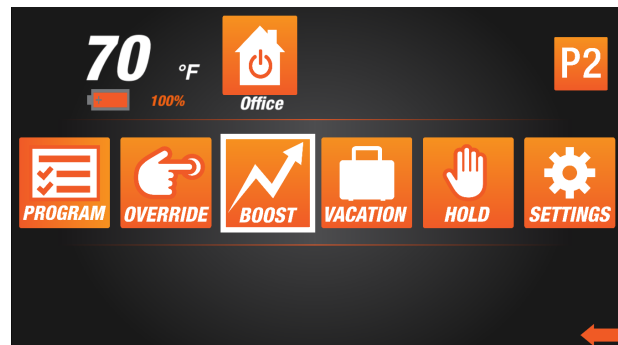 70 °F
P2
100%
Office
PROGRAM OVERRIDE BOOST VACATION HOLD SETTINGS